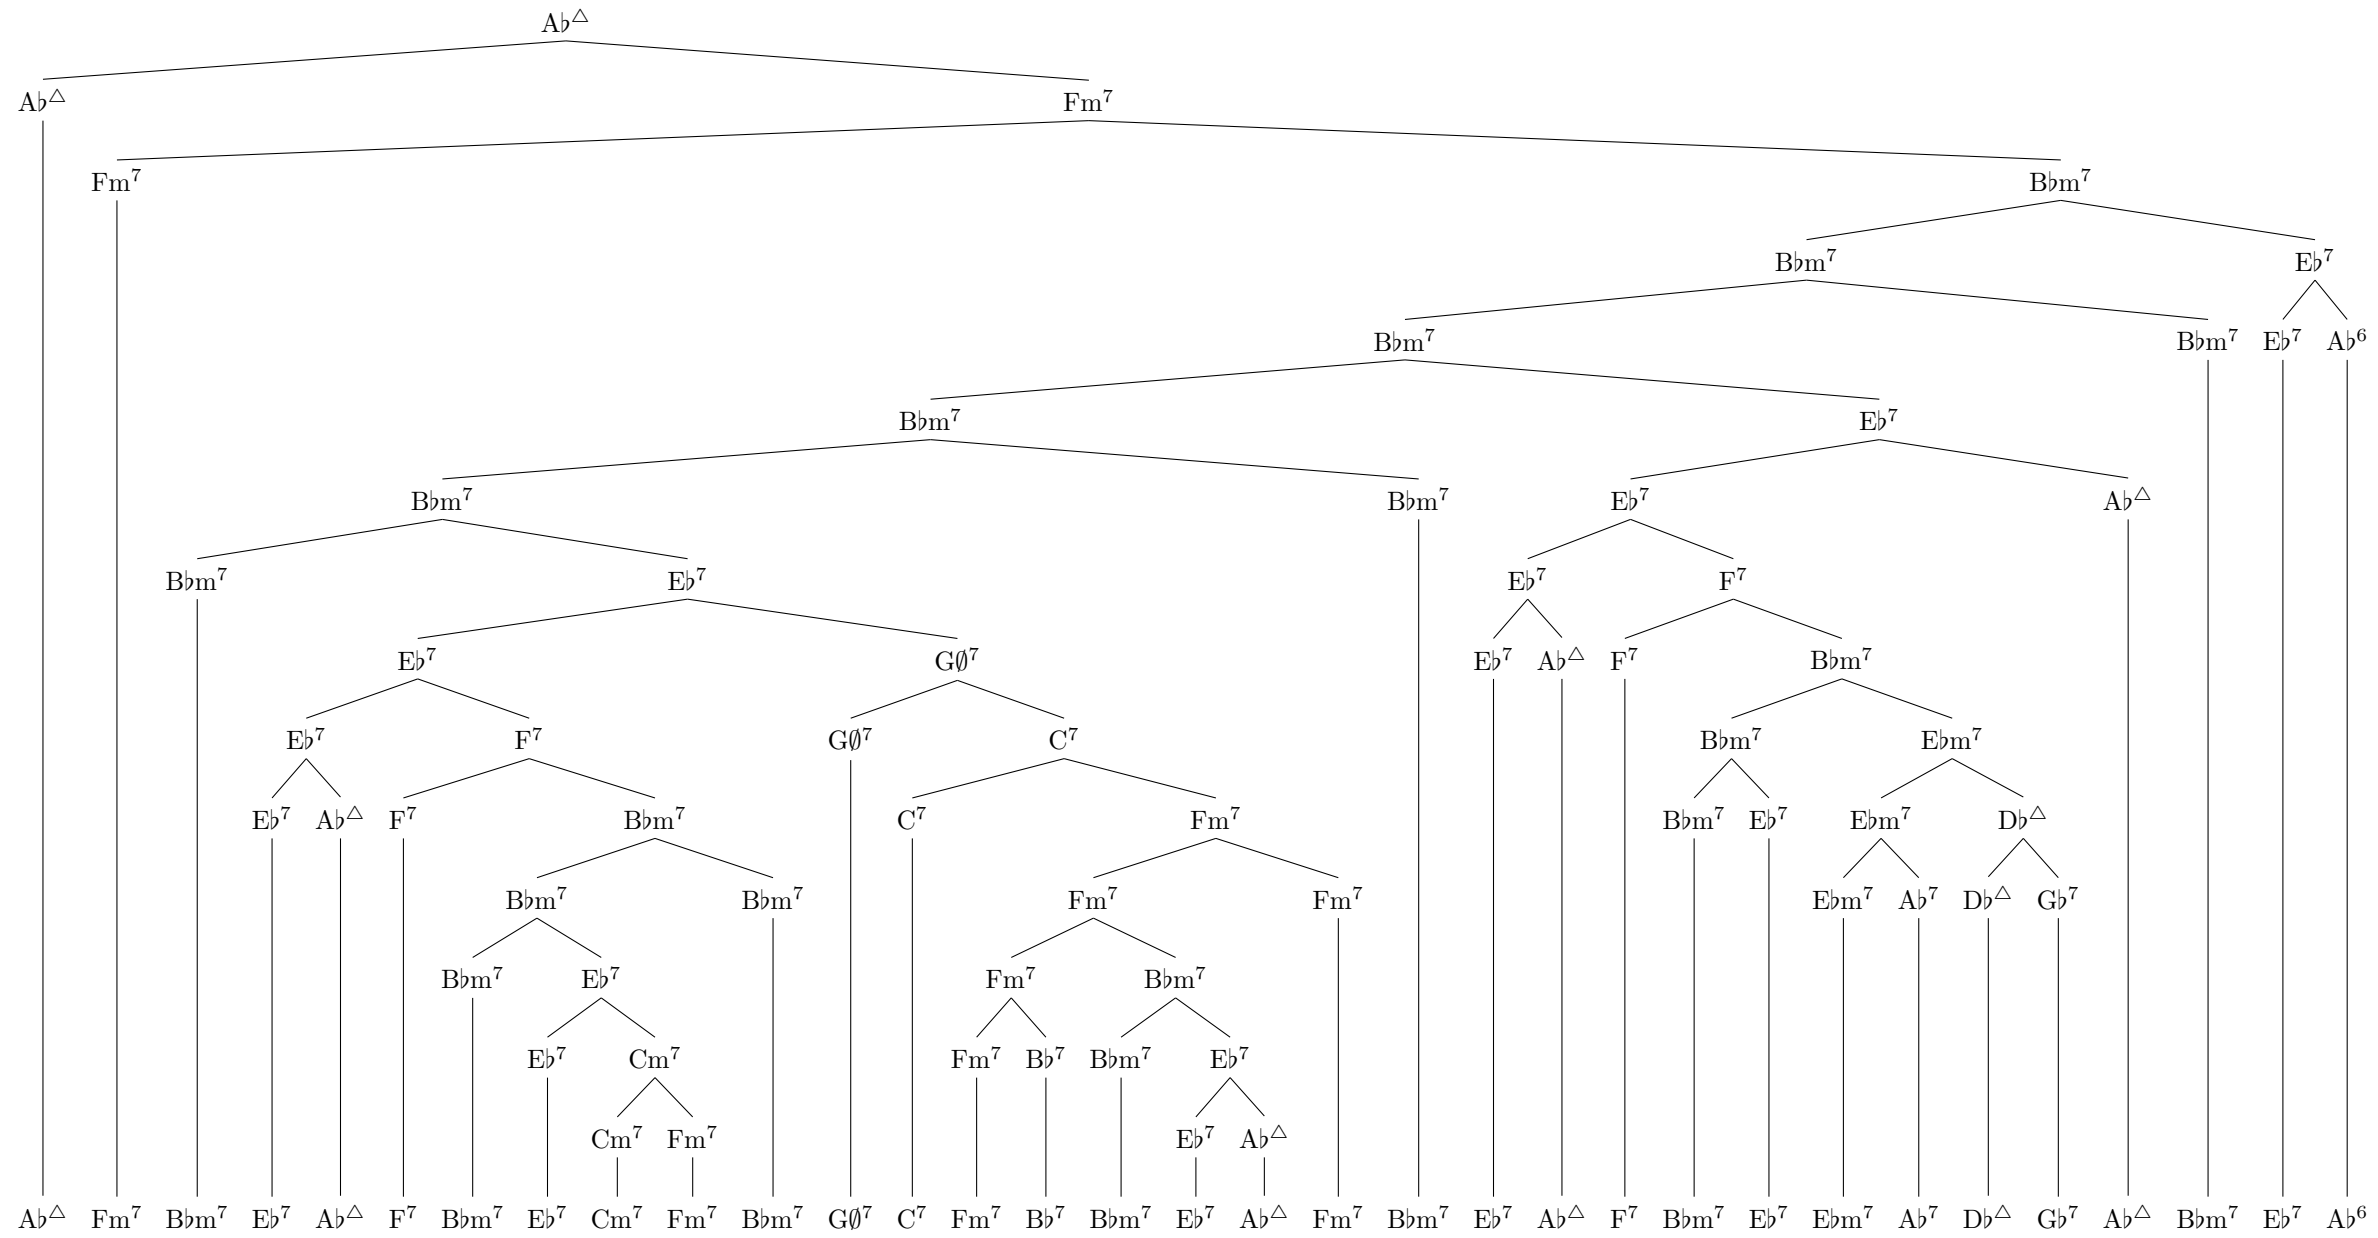 A♭△
A♭△ Fm⁷
Fm⁷ B♭m⁷
B♭m⁷ E♭⁷
B♭m⁷ B♭m⁷ E♭⁷ A♭⁶
B♭m⁷ E♭⁷
B♭m⁷ B♭m⁷ E♭⁷ A♭△
B♭m⁷ E♭⁷ E♭⁷ F⁷
E♭⁷ G∅⁷ E♭⁷ A♭△ F⁷ B♭m⁷
E♭⁷ F⁷ G∅⁷ C⁷ B♭m⁷ E♭m⁷
E♭⁷ A♭△ F⁷ B♭m⁷ C⁷ Fm⁷ B♭m⁷ E♭⁷ E♭m⁷ D♭△
B♭m⁷ B♭m⁷ Fm⁷ Fm⁷ E♭m⁷ A♭⁷ D♭△ G♭⁷
B♭m⁷ E♭⁷ Fm⁷ B♭m⁷
E♭⁷ Cm⁷ Fm⁷ B♭⁷ B♭m⁷ E♭⁷
Cm⁷ Fm⁷ E♭⁷ A♭△
A♭△ Fm⁷ B♭m⁷ E♭⁷ A♭△ F⁷ B♭m⁷ E♭⁷ Cm⁷ Fm⁷ B♭m⁷ G∅⁷ C⁷ Fm⁷ B♭⁷ B♭m⁷ E♭⁷ A♭△ Fm⁷ B♭m⁷ E♭⁷ A♭△ F⁷ B♭m⁷ E♭⁷ E♭m⁷ A♭⁷ D♭△ G♭⁷ A♭△ B♭m⁷ E♭⁷ A♭⁶